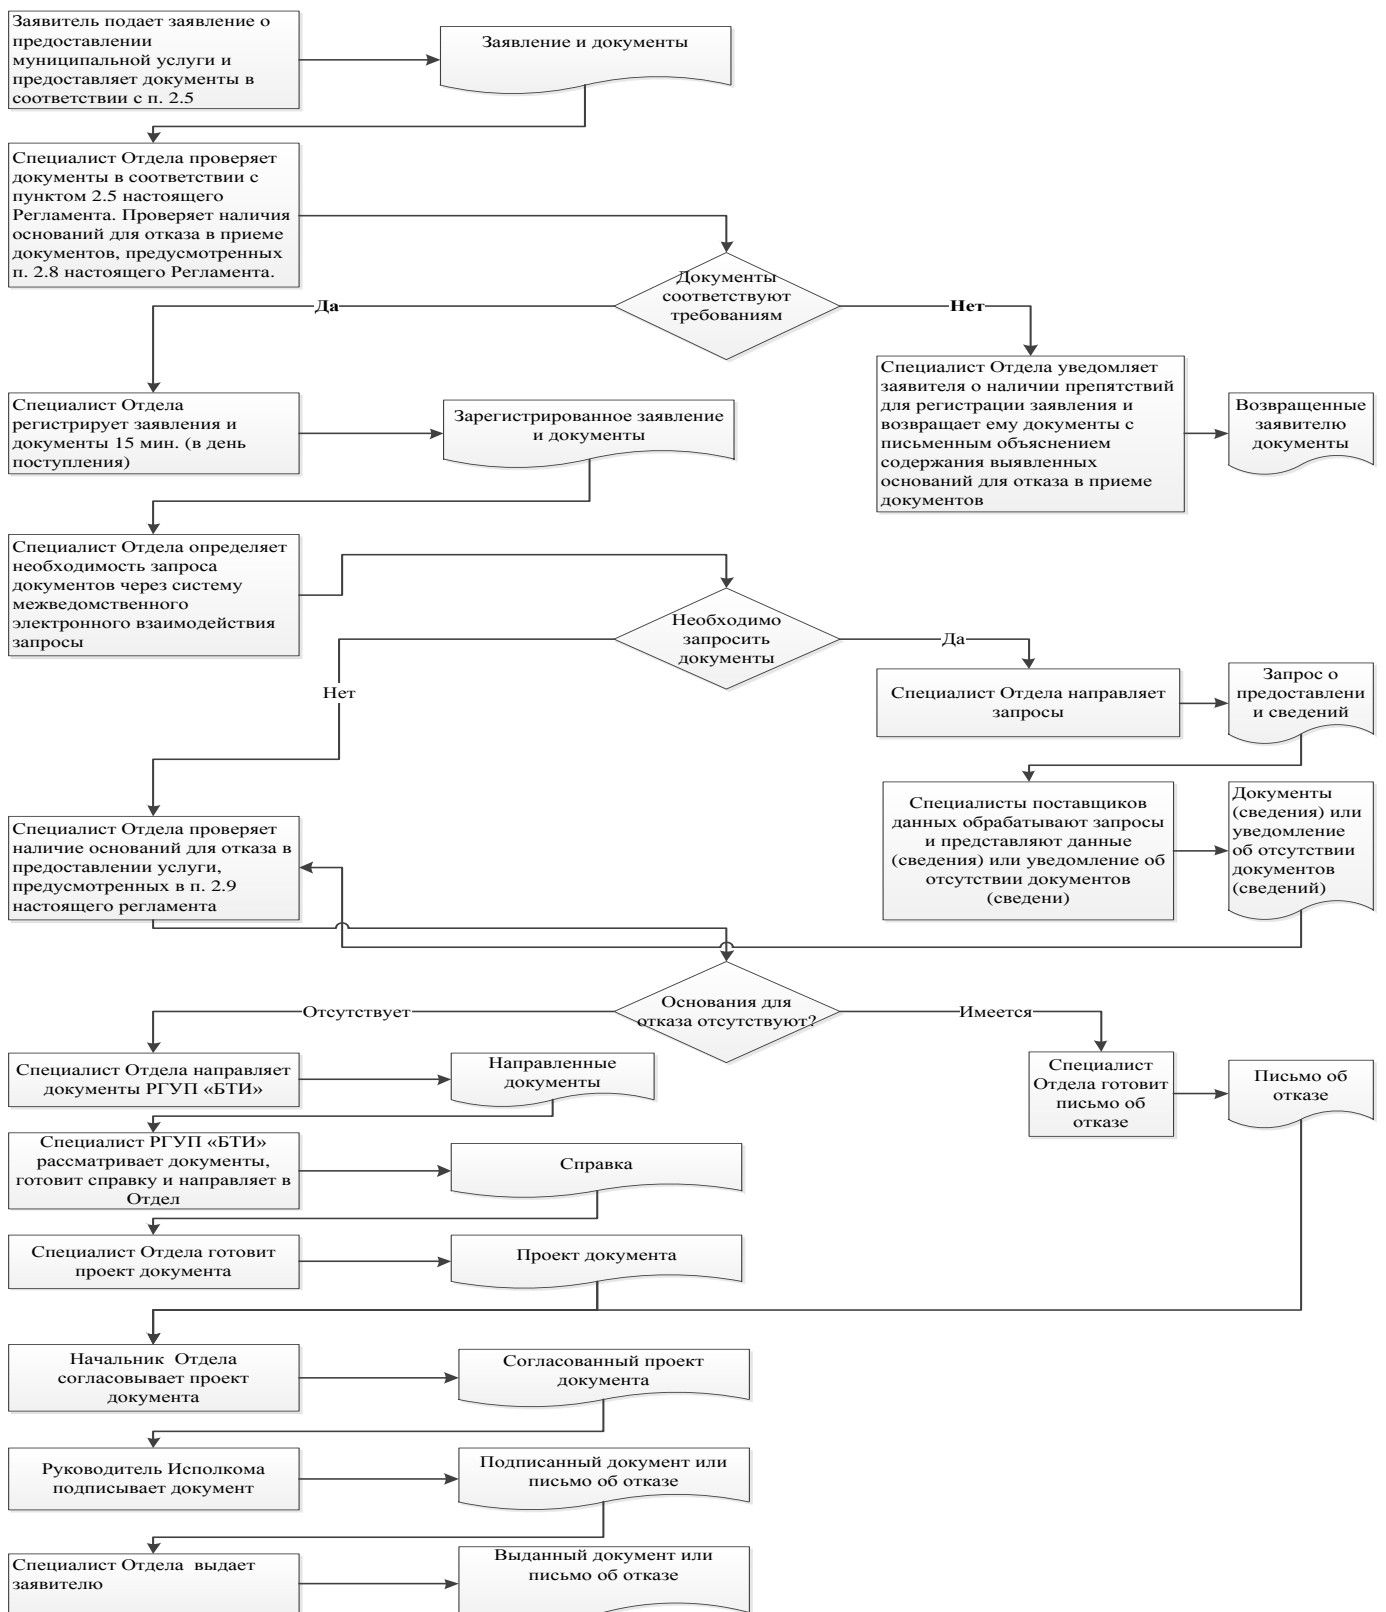 Заявитель подает заявление о
предоставлении
муниципальной услуги и
предоставляет документы в
соответствии с п. 2.5
Заявление и документы
Специалист Отдела проверяет
документы в соответствии с
пунктом 2.5 настоящего
Регламента. Проверяет наличия
оснований для отказа в приеме
документов, предусмотренных
п. 2.8 настоящего Регламента.
Документы
соответствуют
требованиям
Да
Нет
Специалист Отдела
регистрирует заявления и
документы 15 мин. (в день
поступления)
Зарегистрированное заявление
и документы
Специалист Отдела уведомляет
заявителя о наличии препятствий
для регистрации заявления и
возвращает ему документы с
письменным объяснением
содержания выявленных
оснований для отказа в приеме
документов
Возвращенные
заявителю
документы
Специалист Отдела определяет
необходимость запроса
документов через систему
межведомственного
электронного взаимодействия
запросы
Необходимо
запросить
документы
Да
Нет
Специалист Отдела направляет
запросы
Запрос о
предоставлени
и сведений
Специалисты поставщиков
данных обрабатывают запросы
и представляют данные
(сведения) или уведомление об
отсутствии документов
(сведени)
Документы
(сведения) или
уведомление
об отсутствии
документов
(сведений)
Специалист Отдела проверяет
наличие оснований для отказа в
предоставлении услуги,
предусмотренных в п. 2.9
настоящего регламента
Основания для
отказа отсутствуют?
Отсутствует
Имеется
Специалист Отдела направляет
документы РГУП «БТИ»
Направленные
документы
Специалист
Отдела готовит
письмо об
отказе
Письмо об
отказе
Специалист РГУП «БТИ»
рассматривает документы,
готовит справку и направляет в
Отдел
Справка
Специалист Отдела готовит
проект документа
Проект документа
Начальник  Отдела
согласовывает проект
документа
Согласованный проект
документа
Руководитель Исполкома
подписывает документ
Подписанный документ или
письмо об отказе
Специалист Отдела  выдает
заявителю
Выданный документ или
письмо об отказе